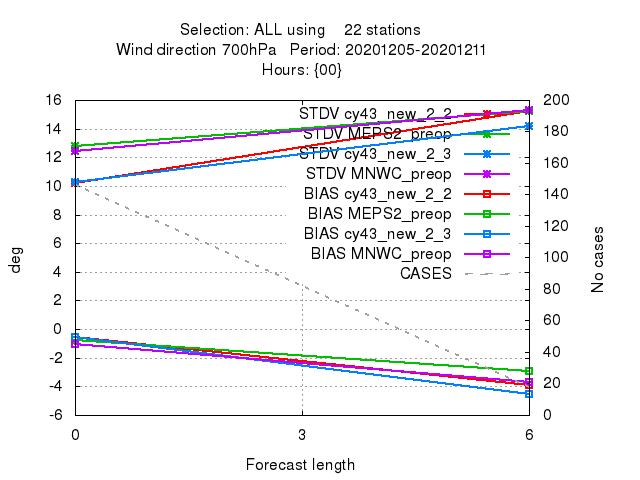 Selection: ALL using 22 stations
Wind direction 700hPa Period: 20201205-20201211
Hours: {00}
16 200
STDV cy43_new_2_2
14 180
STDV MEPS2_preop
12 160
STDV cy43_new_2_3
STDV MNWC_preop
10 140
BIAS cy43_new_2_2
8 120
BIAS MEPS2_preop
6 100
BIAS cy43_new_2_3
BIAS MNWC_preop
4 80
CASES
2 60
0
-2 40
-4 20
-6 0
deg
No cases
0 3 6
Forecast length